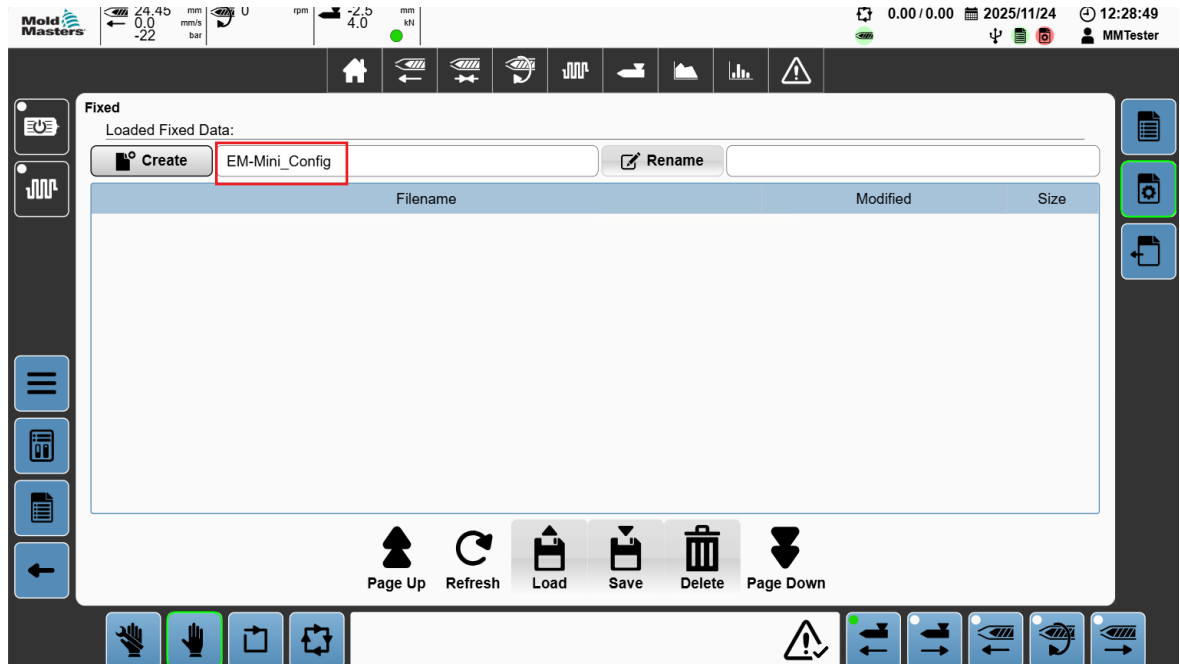 Mold
Masters
24.45 mm
0.0 mm/s
-22 bar
0 rpm
-2.5 mm
4.0 kN
0.00 / 0.00
2025/11/24
12:28:49
MMTester
Fixed
Loaded Fixed Data:
Create
EM-Mini_Config
Rename
Filename Modified Size
Page Up Refresh Load Save Delete Page Down